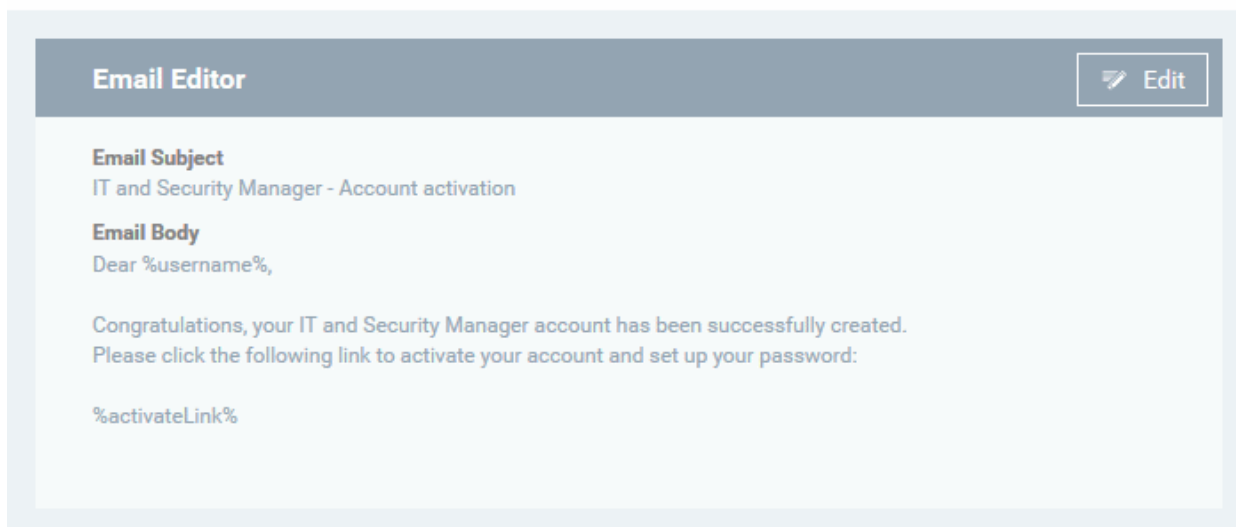 Email Editor
Edit
Email Subject
IT and Security Manager - Account activation
Email Body
Dear %username%,
Congratulations, your IT and Security Manager account has been successfully created.
Please click the following link to activate your account and set up your password:
%activateLink%